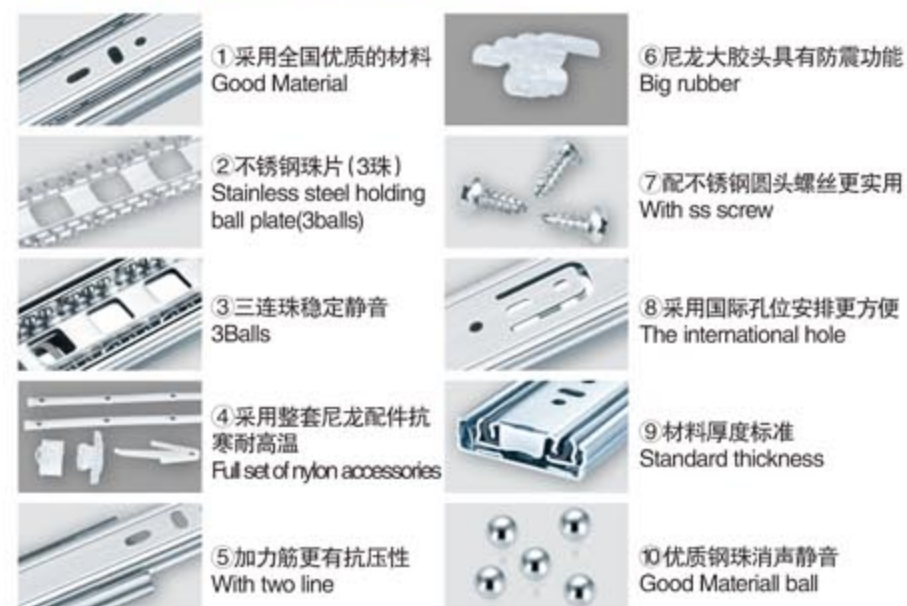 ①采用全国优质的材料
Good Material
②不锈钢珠片(3珠)
Stainless steel holding
ball plate(3balls)
③三连珠稳定静音
3Balls
④采用整套尼龙配件抗
寒耐高温
Full set of nylon accessories
⑤加力筋更有抗压性
With two line
⑥尼龙大胶头具有防震功能
Big rubber
⑦配不锈钢圆头螺丝更实用
With ss screw
⑧采用国际孔位安排更方便
The international hole
⑨材料厚度标准
Standard thickness
⑩优质钢珠消声静音
Good Materiall ball